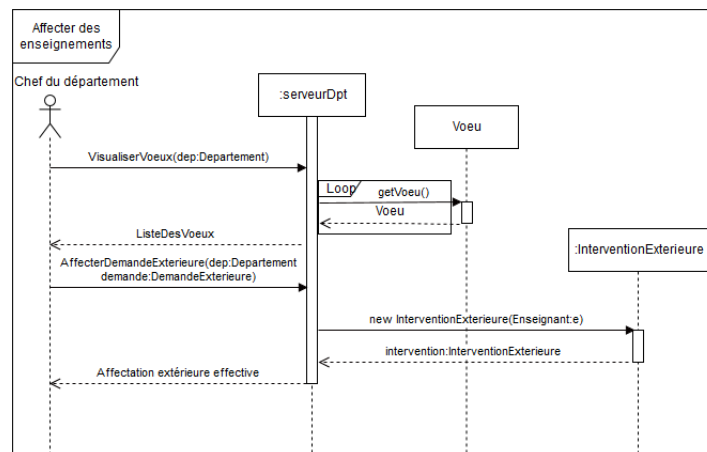 Affecter des
enseignements
Chef du département
:serveurDpt
Voeu
VisualiserVoeux(dep:Departement)
Loop
getVoeu()
Voeu
ListeDesVoeux
:InterventionExterieure
AffecterDemandeExterieure(dep:Departement
demande:DemandeExterieure)
new InterventionExterieure(Enseignant:e)
intervention:InterventionExterieure
Affectation extérieure effective